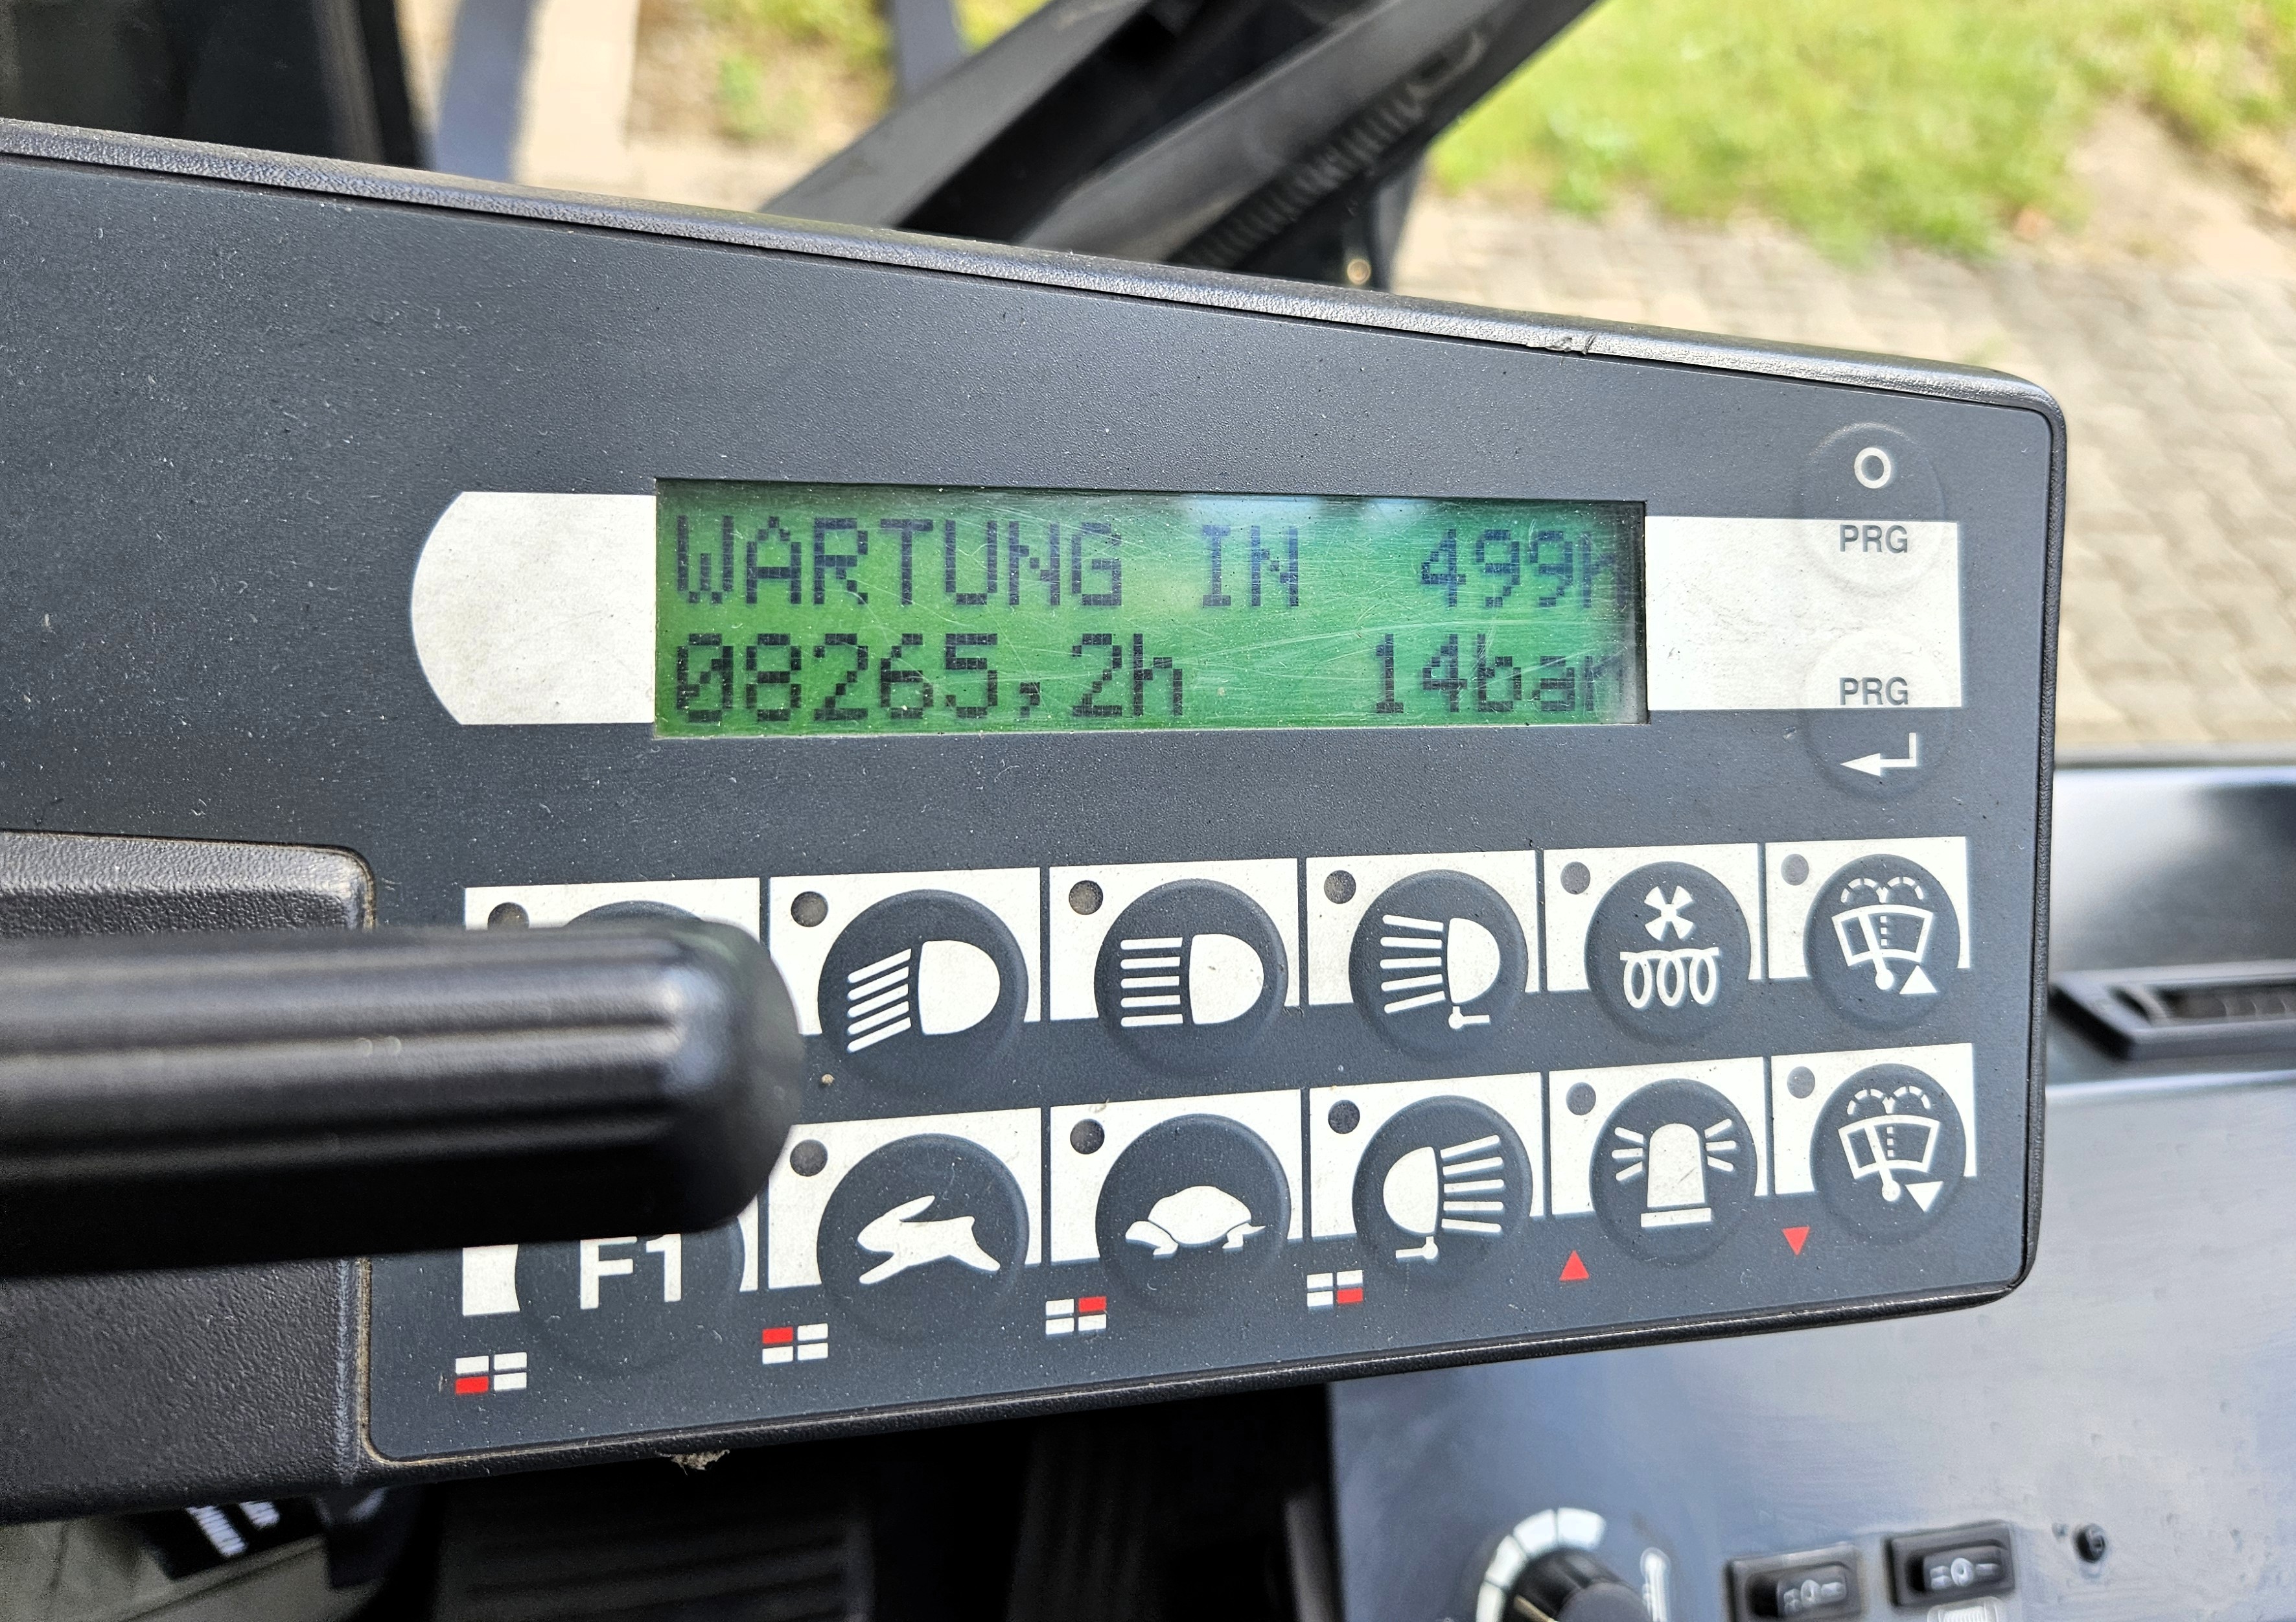 WARTUNG IN 499h
08265,2h 14bar
PRG
PRG
F1